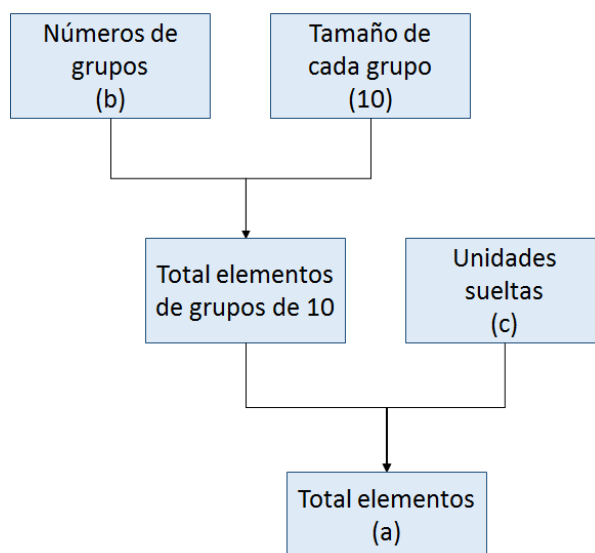 Números de
grupos
(b)
Tamaño de
cada grupo
(10)
Total elementos
de grupos de 10
Unidades
sueltas
(c)
Total elementos
(a)